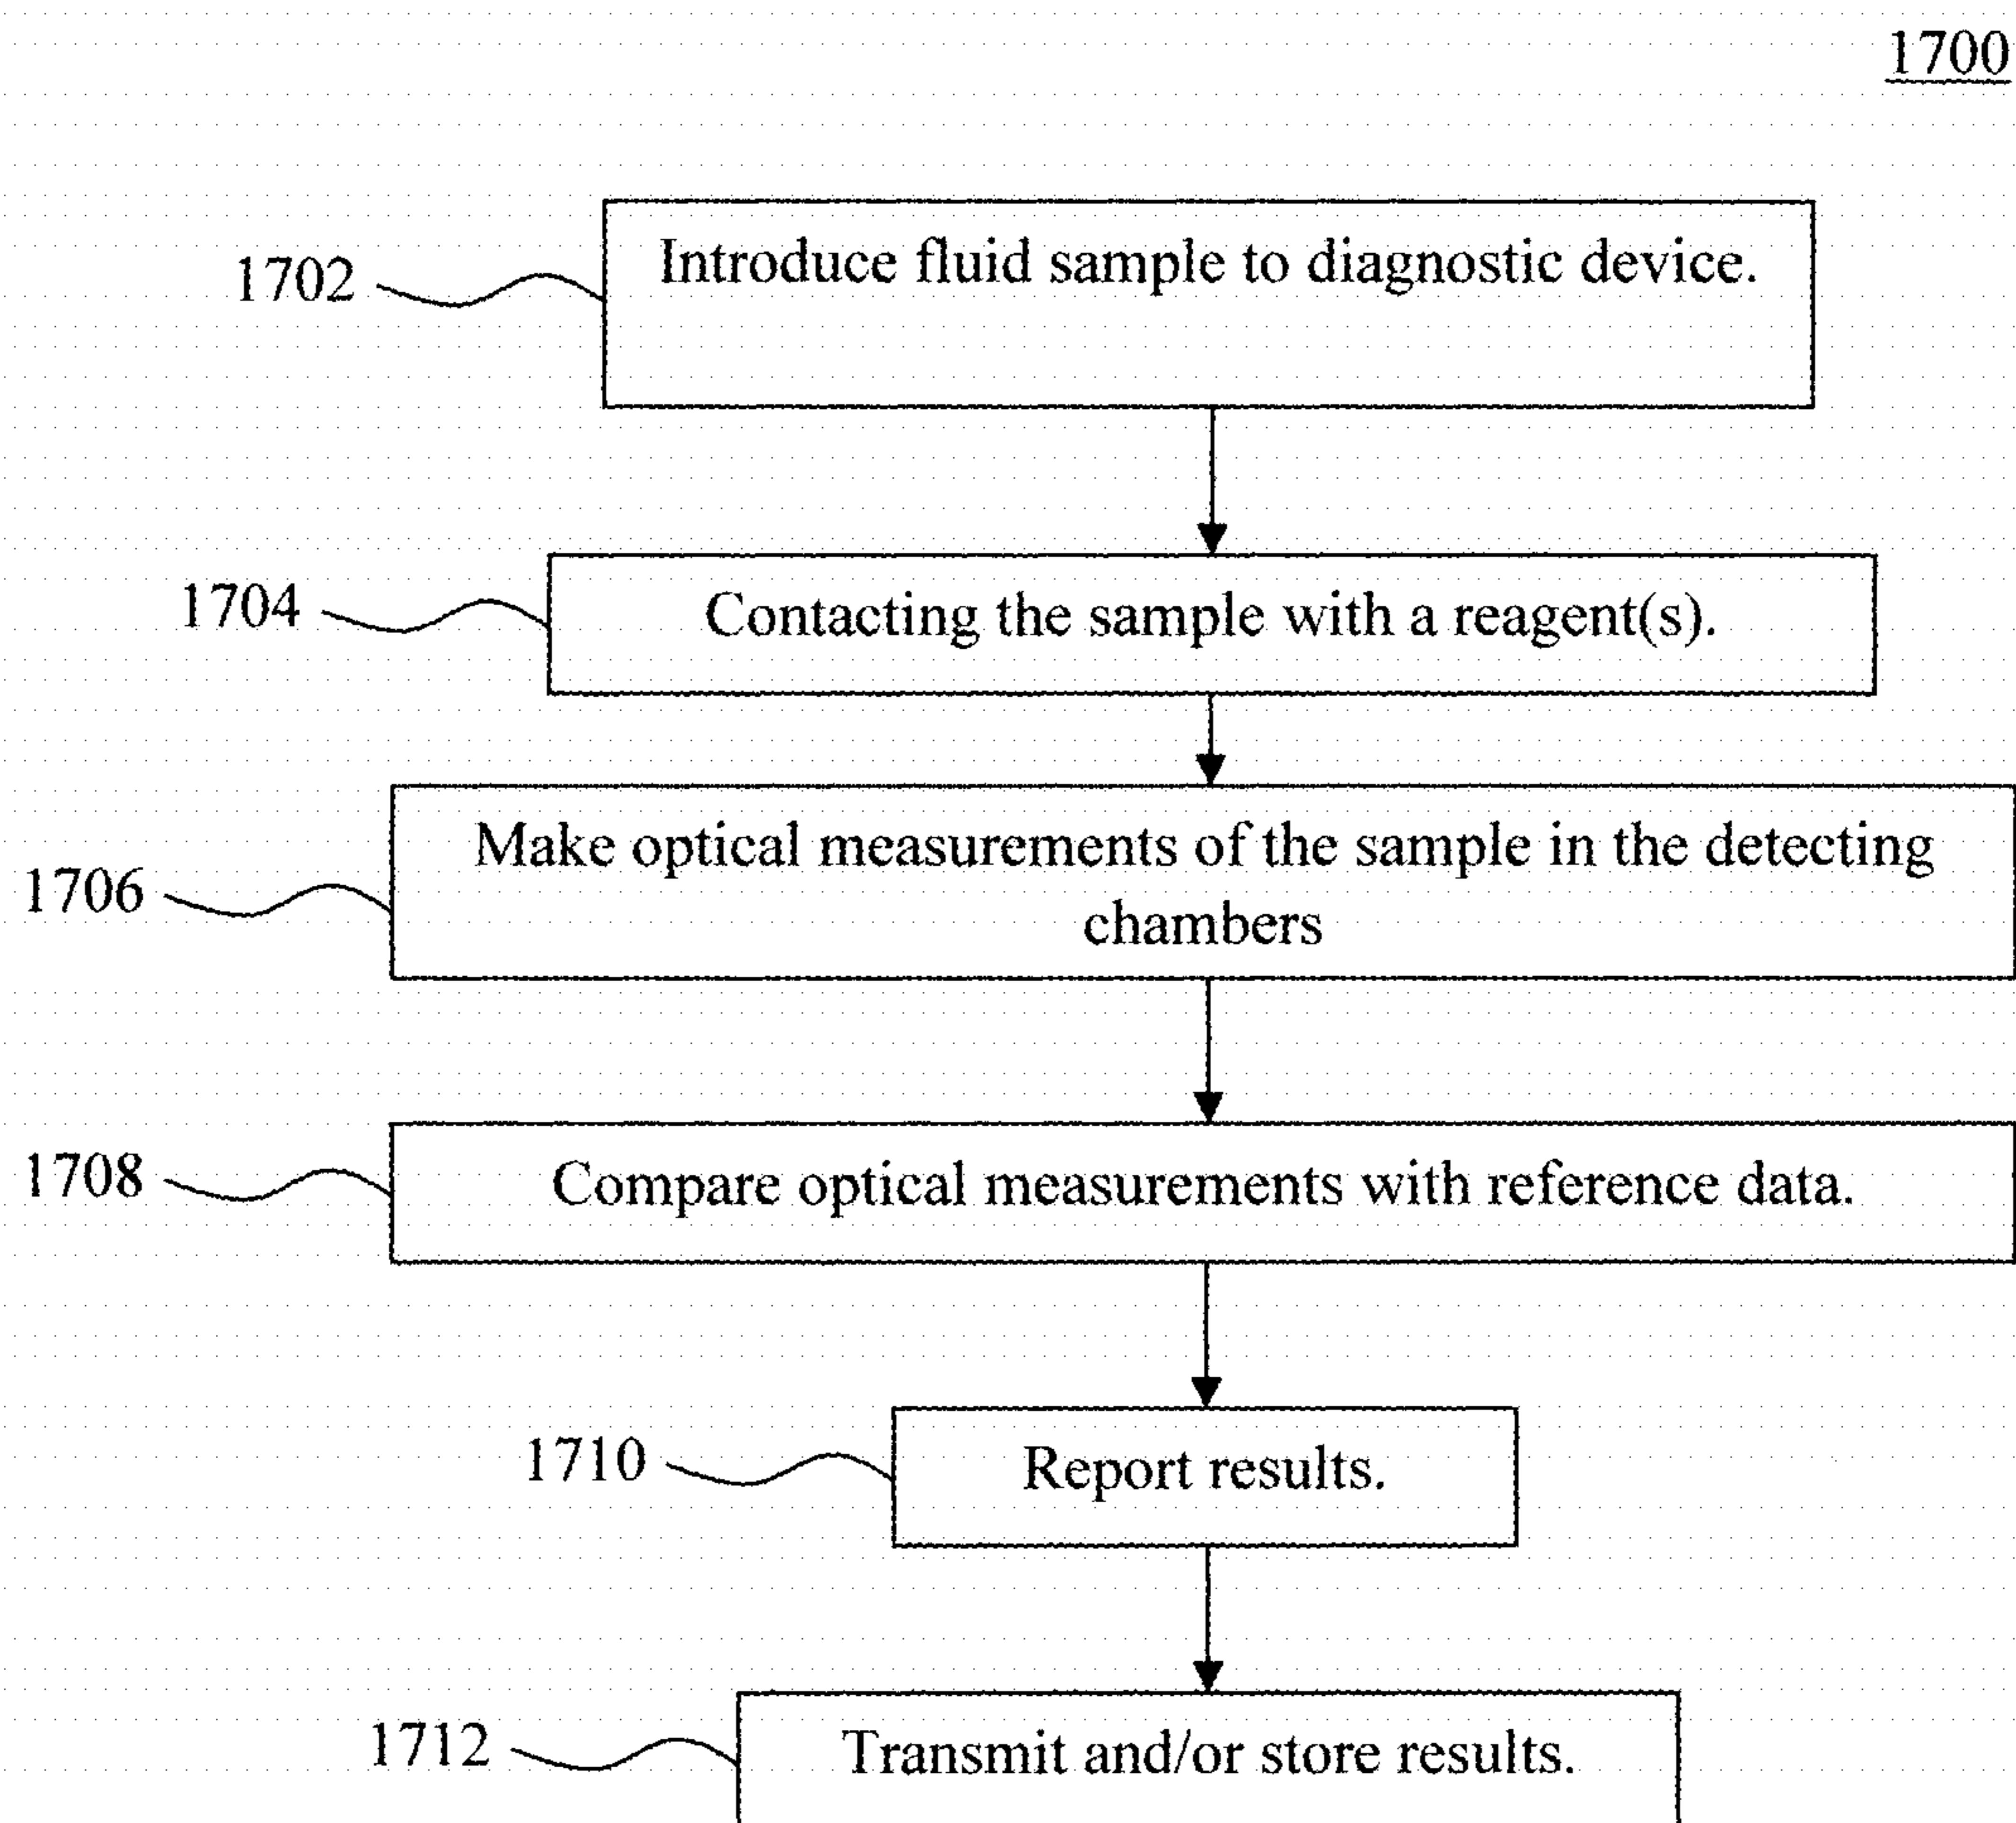 1700
1702
Introduce fluid sample to diagnostic device.
1704
Contacting the sample with a reagent(s).
1706
Make optical measurements of the sample in the detecting
chambers
1708
Compare optical measurements with reference data.
1710
Report results.
1712
Transmit and/or store results.